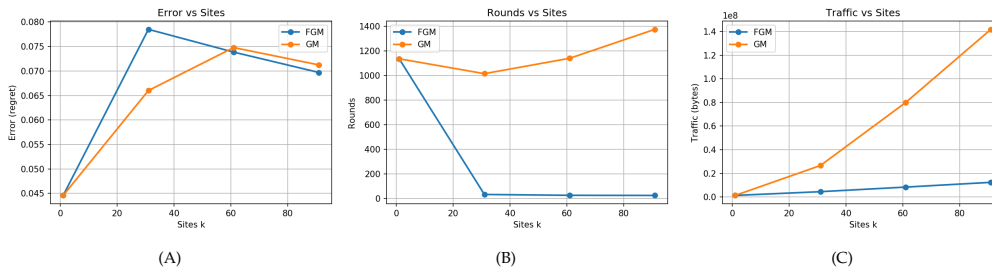 Error vs Sites
0.080
0.075
0.070
0.065
0.060
0.055
0.050
0.045
Error (regret)
FGM
GM
0 20 40 60 80
Sites k
(A)
Rounds vs Sites
1400
1200
1000
800
600
400
200
0
Rounds
FGM
GM
0 20 40 60 80
Sites k
(B)
Traffic vs Sites
1e8
1.4
1.2
1.0
0.8
0.6
0.4
0.2
0.0
Traffic (bytes)
FGM
GM
0 20 40 60 80
Sites k
(C)